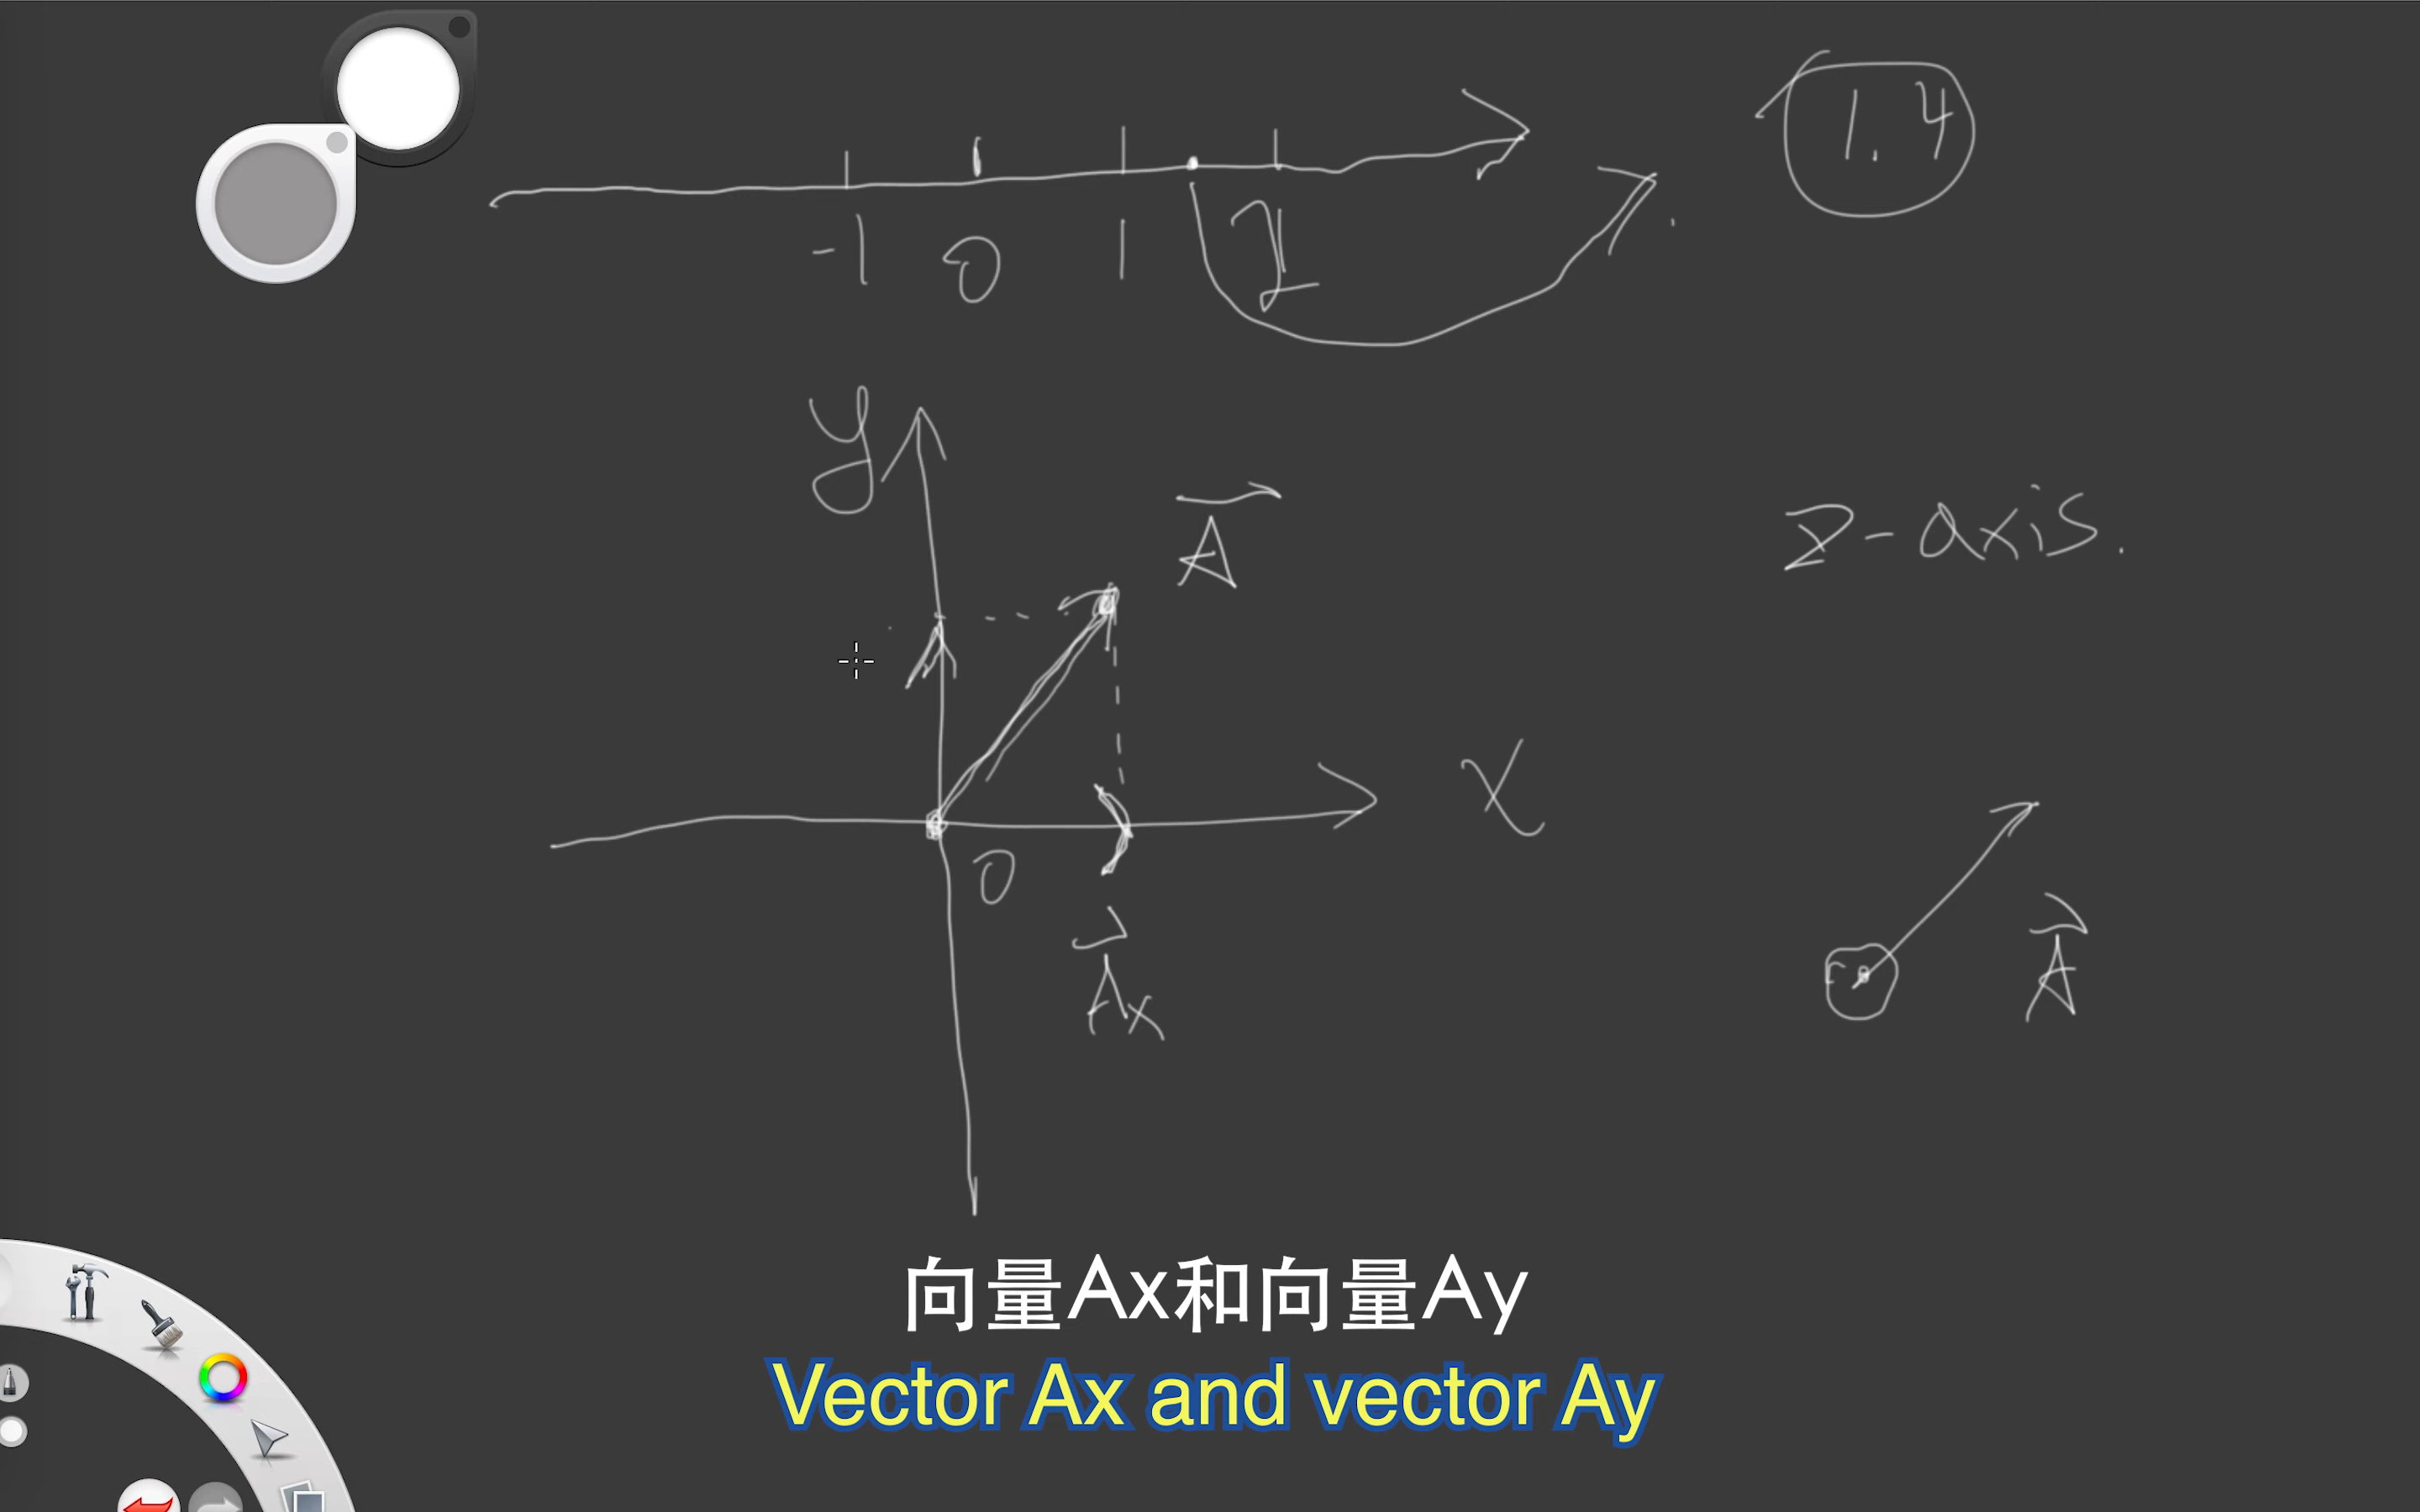 1.4
-1 0 1 2
y
A
z-axis.
x
0
A
Ax
向量Ax和向量Ay
Vector Ax and vector Ay